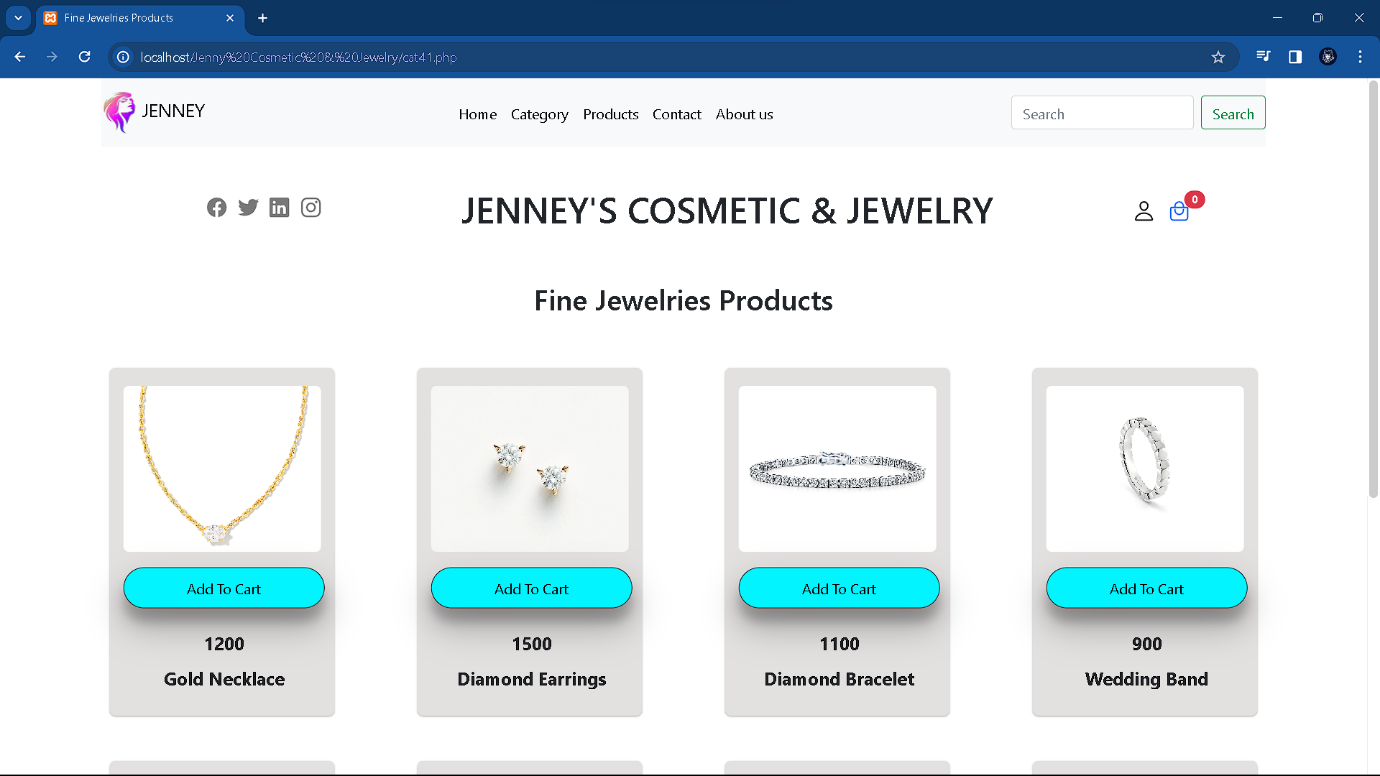 Fine Jewelries Products
localhost/Jenny%20Cosmetic%20&%20Jewelry/cat41.php
JENNEY
Home Category Products Contact About us
Search Search
JENNEY'S COSMETIC & JEWELRY
0
Fine Jewelries Products
Add To Cart Add To Cart Add To Cart Add To Cart
1200 1500 1100 900
Gold Necklace Diamond Earrings Diamond Bracelet Wedding Band